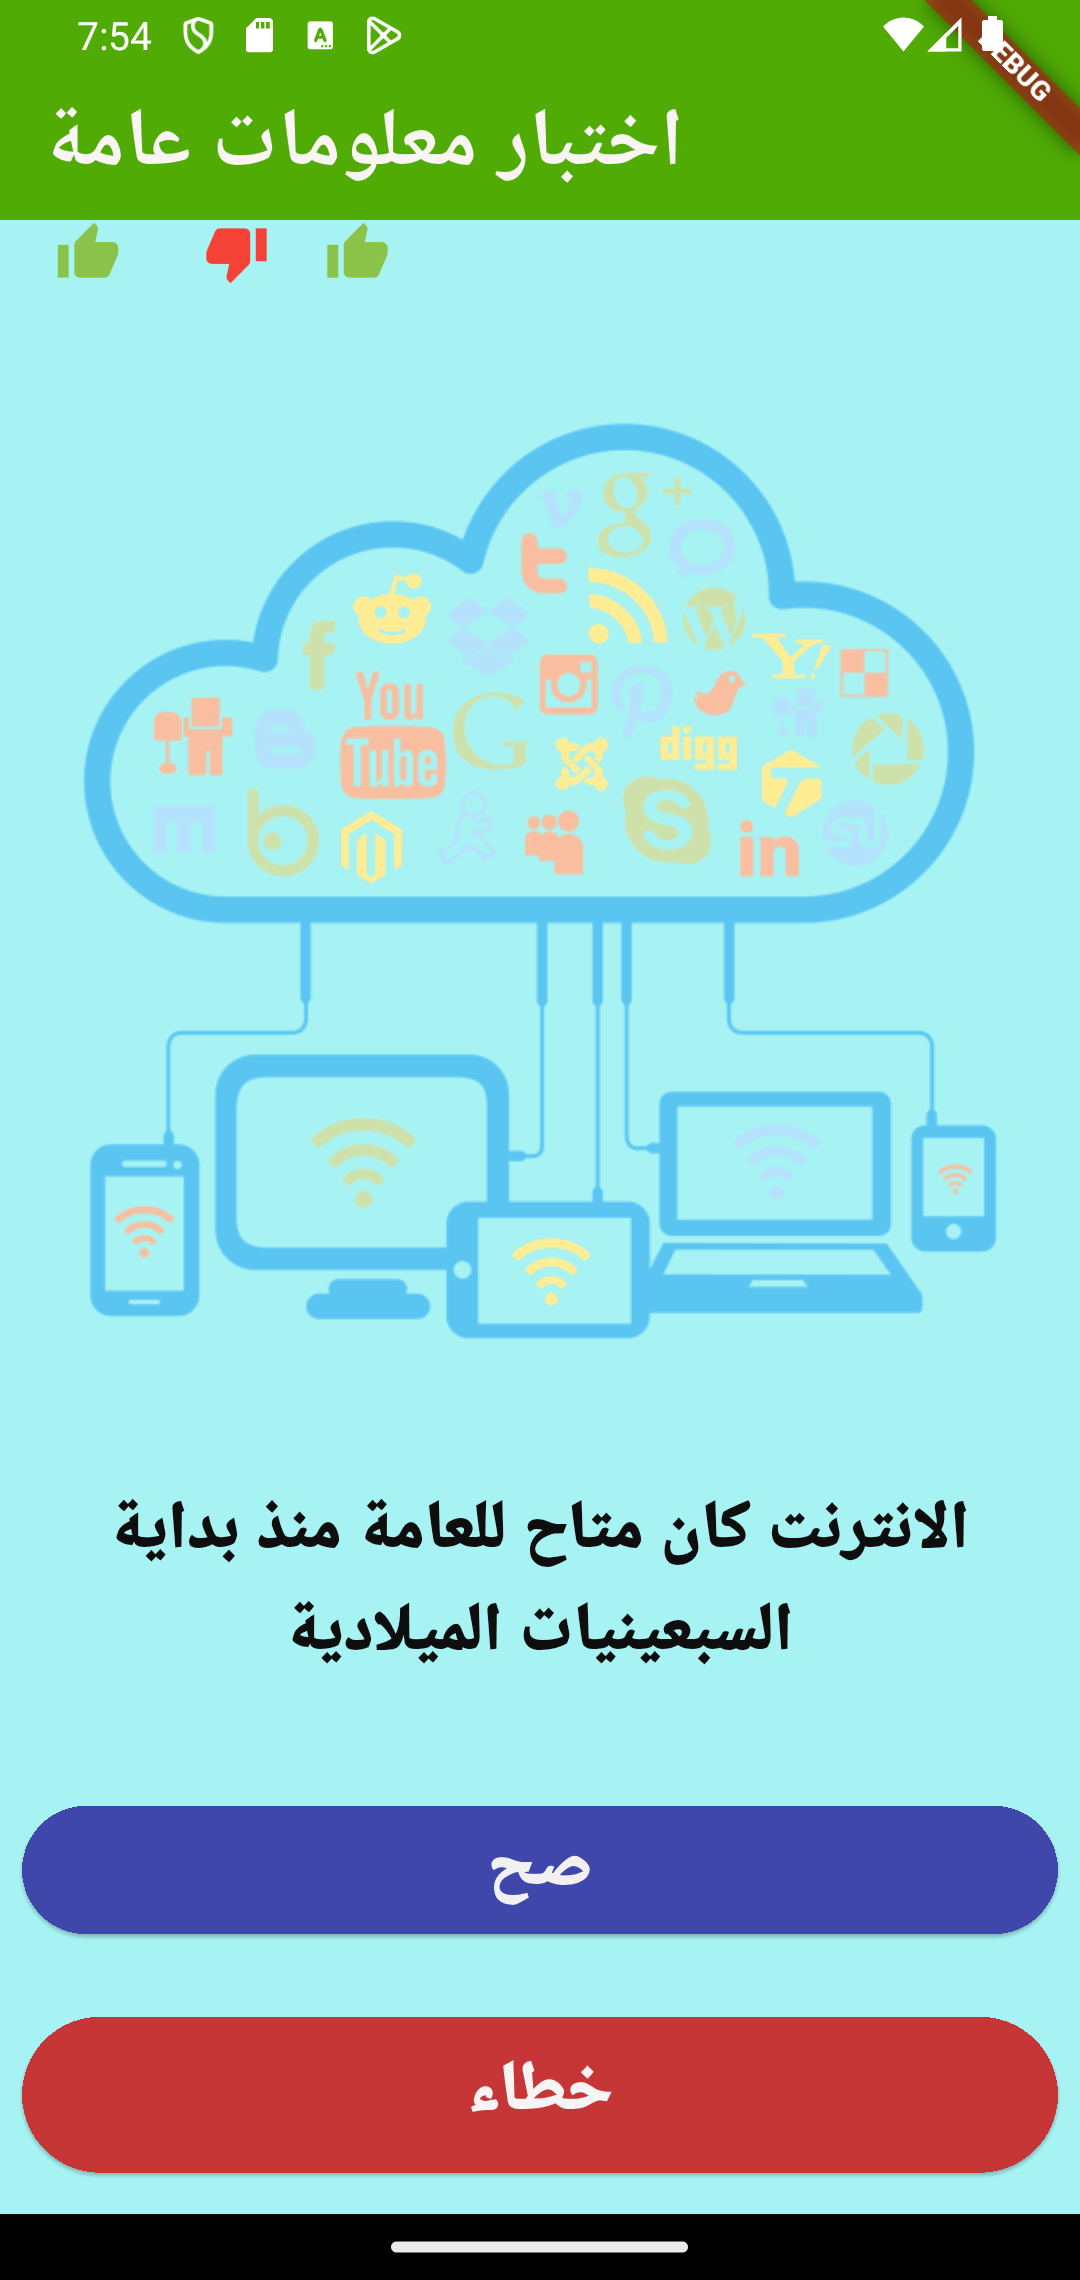 7:54
DEBUG
اختبار معلومات عامة
g+
You
Tube
G
Y!
digg
in
الانترنت كان متاح للعامة منذ بداية
السبعينيات الميلادية
صح
خطاء